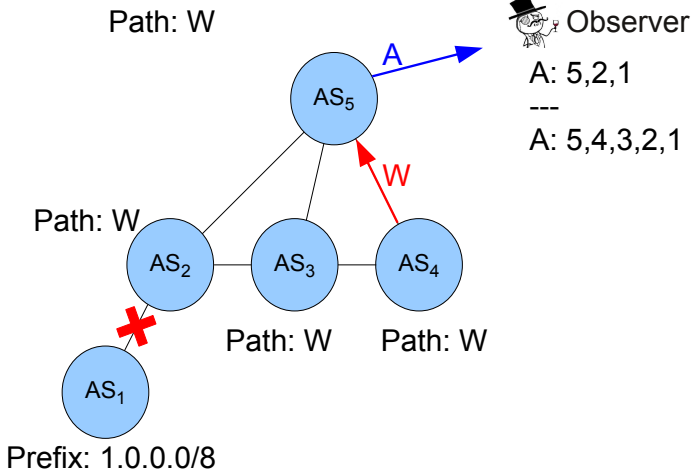 Path: W
Observer
A
A: 5,2,1
---
A: 5,4,3,2,1
AS5
W
Path: W
AS2
AS3
AS4
Path: W
Path: W
AS1
Prefix: 1.0.0.0/8